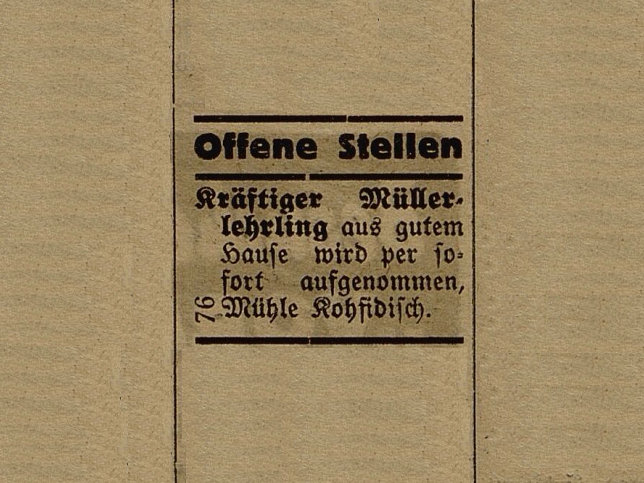 Offene Stellen
Kräftiger Müller-
lehrling aus gutem
Hause wird per so-
fort aufgenommen,
Mühle Kohfidisch.
76